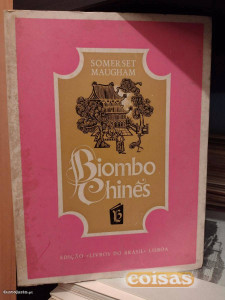 SOMERSET
MAUGHAM
Biombo
Chinês
B
EDIÇÃO «LIVROS DO BRASIL» LISBOA
coisas